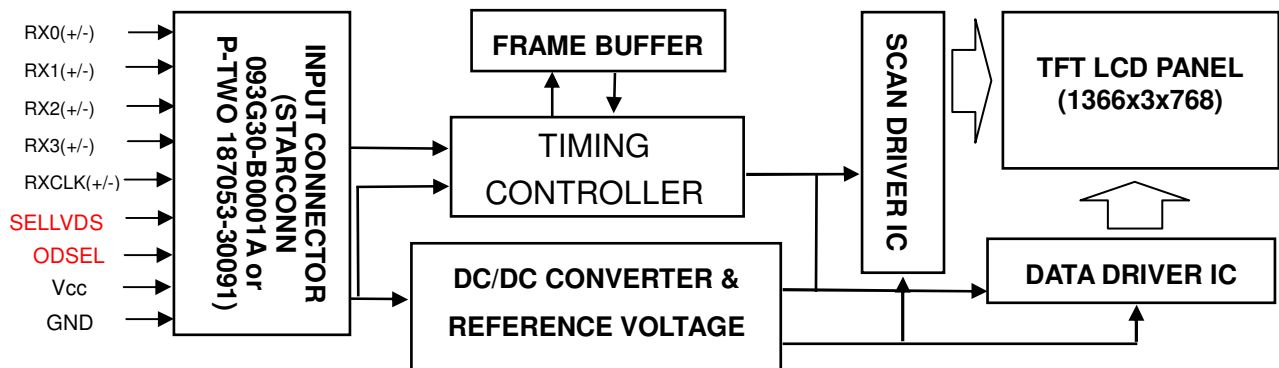 RX0(+/-)
RX1(+/-)
RX2(+/-)
RX3(+/-)
RXCLK(+/-)
SELLVDS
ODSEL
Vcc
GND
INPUT CONNECTOR
(STARCONN
093G30-B0001A or
P-TWO 187053-30091)
FRAME BUFFER
TIMING
CONTROLLER
DC/DC CONVERTER &
REFERENCE VOLTAGE
SCAN DRIVER IC
TFT LCD PANEL
(1366x3x768)
DATA DRIVER IC